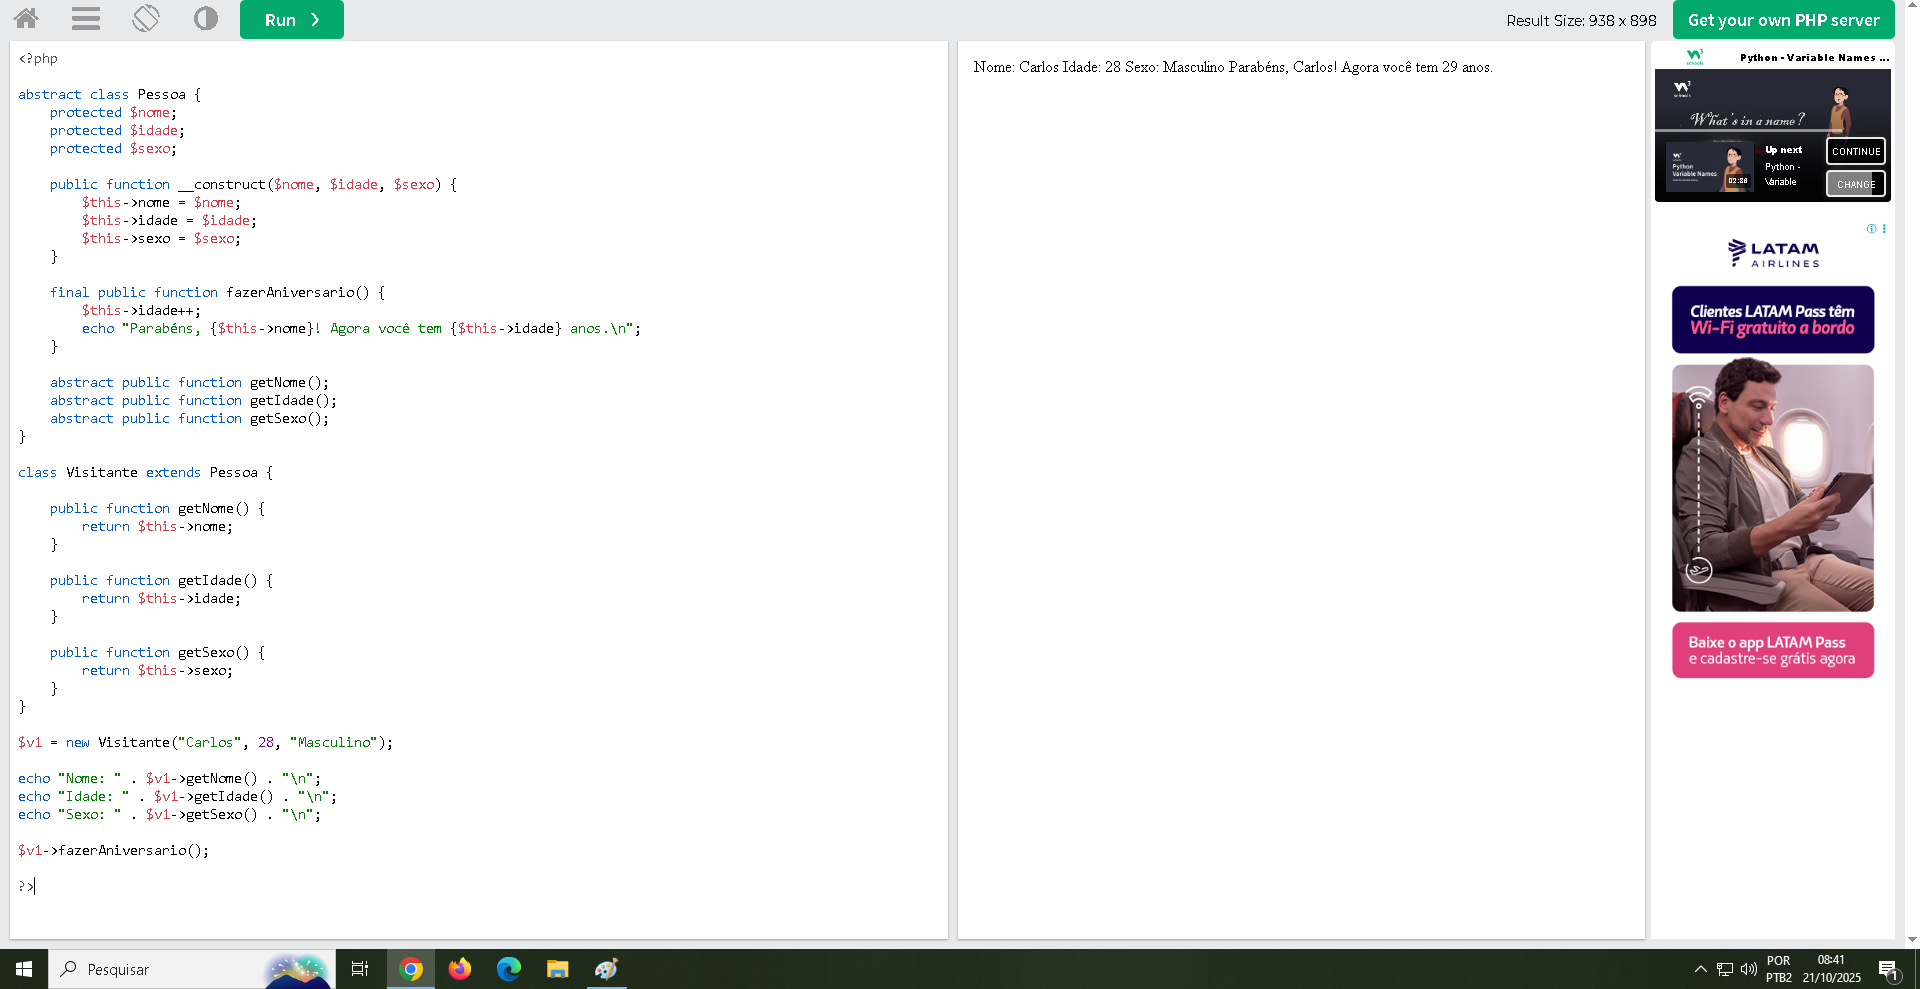 Run ❯
Result Size: 938 x 898
Get your own PHP server
<?php
abstract class Pessoa {
    protected $nome;
    protected $idade;
    protected $sexo;
    public function __construct($nome, $idade, $sexo) {
        $this->nome = $nome;
        $this->idade = $idade;
        $this->sexo = $sexo;
    }
    final public function fazerAniversario() {
        $this->idade++;
        echo "Parabéns, {$this->nome}! Agora você tem {$this->idade} anos.\n";
    }
    abstract public function getNome();
    abstract public function getIdade();
    abstract public function getSexo();
}
class Visitante extends Pessoa {
    public function getNome() {
        return $this->nome;
    }
    public function getIdade() {
        return $this->idade;
    }
    public function getSexo() {
        return $this->sexo;
    }
}
$v1 = new Visitante("Carlos", 28, "Masculino");
echo "Nome: " . $v1->getNome() . "\n";
echo "Idade: " . $v1->getIdade() . "\n";
echo "Sexo: " . $v1->getSexo() . "\n";
$v1->fazerAniversario();
?>
Nome: Carlos Idade: 28 Sexo: Masculino Parabéns, Carlos! Agora você tem 29 anos.
Python - Variable Names ...
What's in a name?
Python
Variable Names
02:36
Up next
Python -
Variable
CONTINUE
CHANGE
LATAM
AIRLINES
Clientes LATAM Pass têm
Wi-Fi gratuito a bordo
Baixe o app LATAM Pass
e cadastre-se grátis agora
Pesquisar
POR
PTB2
08:41
21/10/2025
1